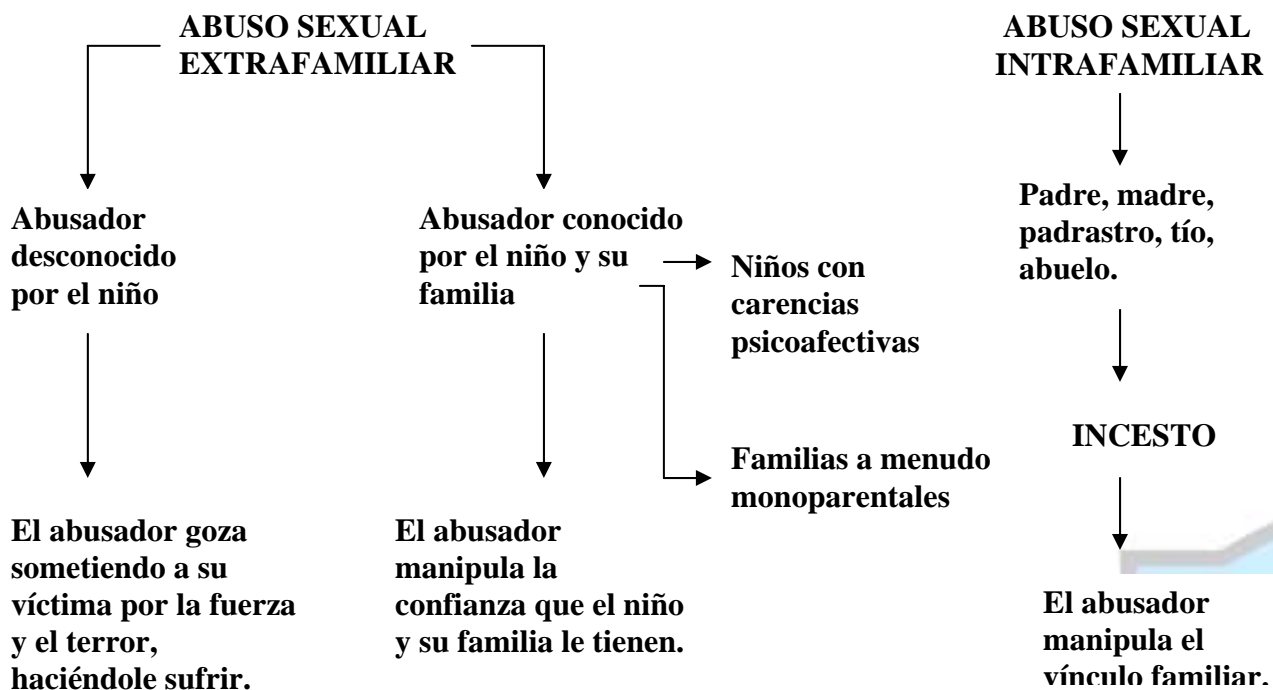 ABUSO SEXUAL
EXTRAFAMILIAR
ABUSO SEXUAL
INTRAFAMILIAR
Abusador
desconocido
por el niño
Abusador conocido
por el niño y su
familia
Niños con
carencias
psicoafectivas
Familias a menudo
monoparentales
Padre, madre,
padrastro, tío,
abuelo.
INCESTO
El abusador goza
sometiendo a su
víctima por la fuerza
y el terror,
haciéndole sufrir.
El abusador
manipula la
confianza que el niño
y su familia le tienen.
El abusador
manipula el
vínculo familiar.